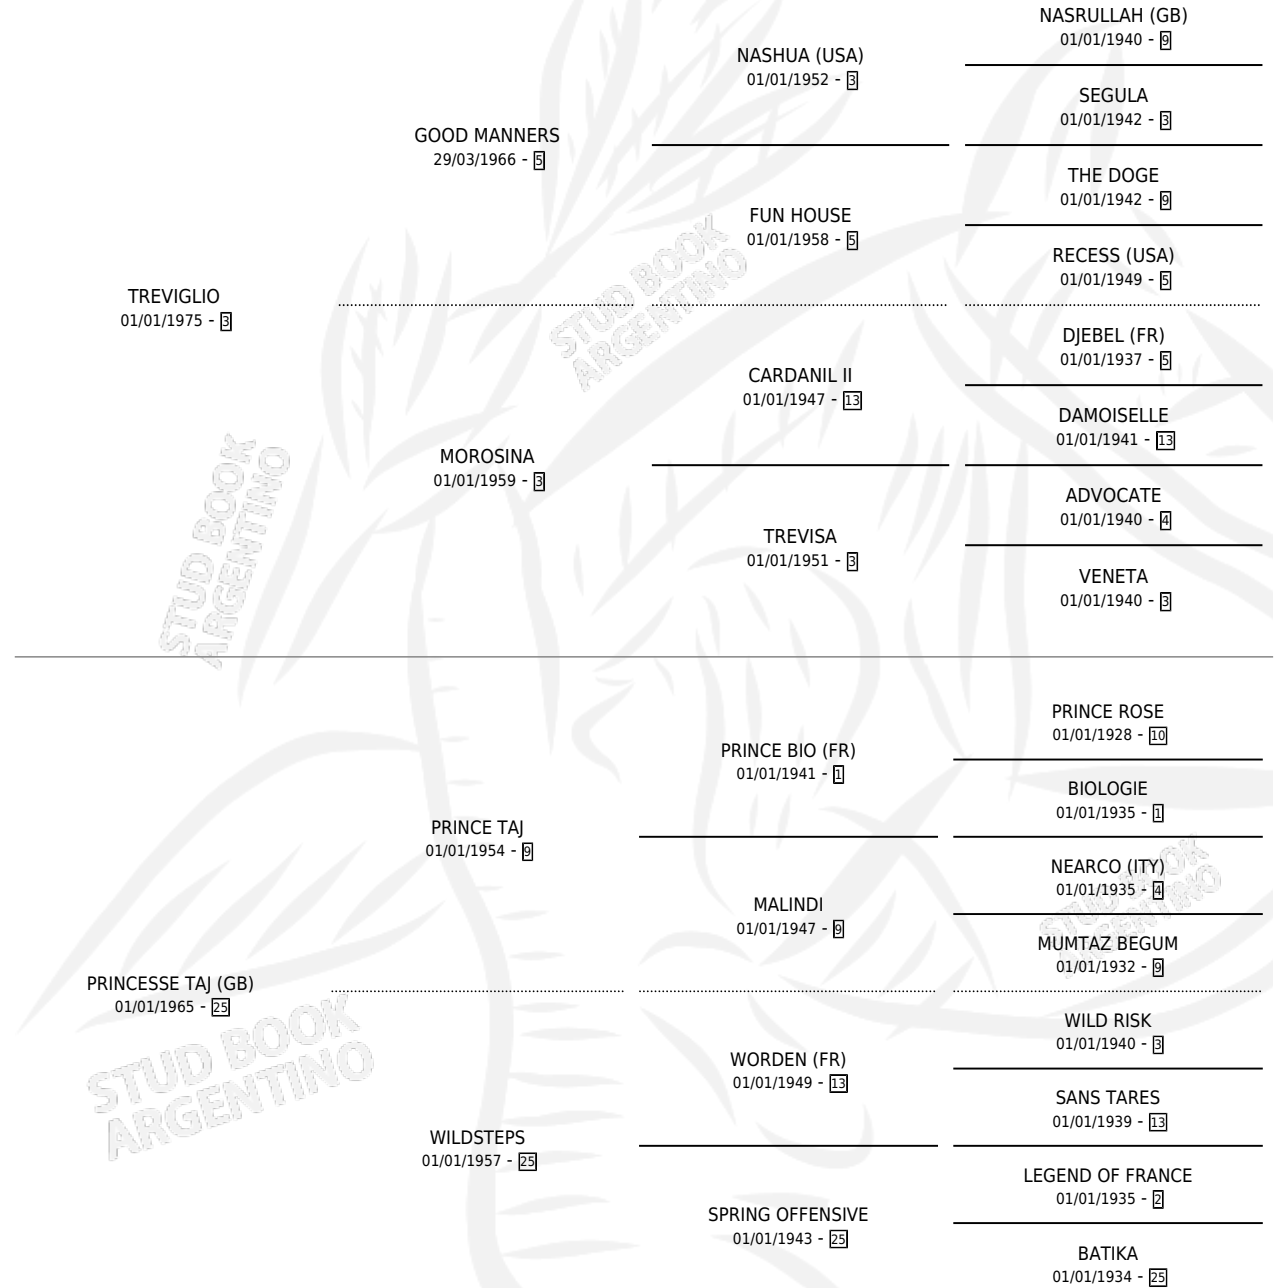 NASRULLAH (GB)
01/01/1940 - 9
NASHUA (USA)
01/01/1952 - 3
SEGULA
01/01/1942 - 3
GOOD MANNERS
29/03/1966 - 5
THE DOGE
01/01/1942 - 9
FUN HOUSE
01/01/1958 - 5
RECESS (USA)
01/01/1949 - 5
TREVIGLIO
01/01/1975 - 3
DJEBEL (FR)
01/01/1937 - 5
CARDANIL II
01/01/1947 - 13
DAMOISELLE
01/01/1941 - 13
MOROSINA
01/01/1959 - 3
ADVOCATE
01/01/1940 - 4
TREVISA
01/01/1951 - 3
VENETA
01/01/1940 - 3
PRINCE ROSE
01/01/1928 - 10
PRINCE BIO (FR)
01/01/1941 - 1
BIOLOGIE
01/01/1935 - 1
PRINCE TAJ
01/01/1954 - 9
NEARCO (ITY)
01/01/1935 - 4
MALINDI
01/01/1947 - 9
MUMTAZ BEGUM
01/01/1932 - 9
PRINCESSE TAJ (GB)
01/01/1965 - 25
WILD RISK
01/01/1940 - 3
WORDEN (FR)
01/01/1949 - 13
SANS TARES
01/01/1939 - 13
WILDSTEPS
01/01/1957 - 25
LEGEND OF FRANCE
01/01/1935 - 2
SPRING OFFENSIVE
01/01/1943 - 25
BATIKA
01/01/1934 - 25
STUD BOOK
ARGENTINO
STUD BOOK
ARGENTINO
STUD BOOK
ARGENTINO
STUD BOOK
ARGENTINO